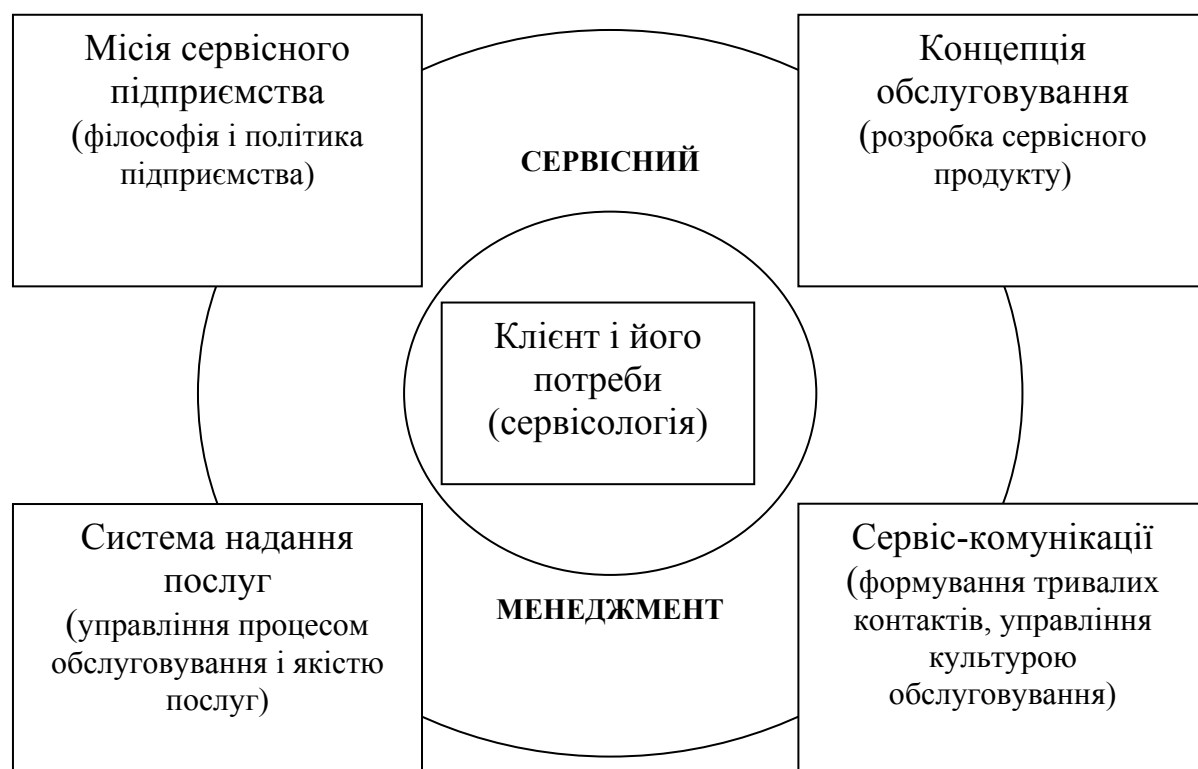 Місія сервісного
підприємства
(філософія і політика
підприємства)
Концепція
обслуговування
(розробка сервісного
продукту)
СЕРВІСНИЙ
Клієнт і його
потреби
(сервісологія)
МЕНЕДЖМЕНТ
Система надання
послуг
(управління процесом
обслуговування і якістю
послуг)
Сервіс-комунікації
(формування тривалих
контактів, управління
культурою
обслуговування)